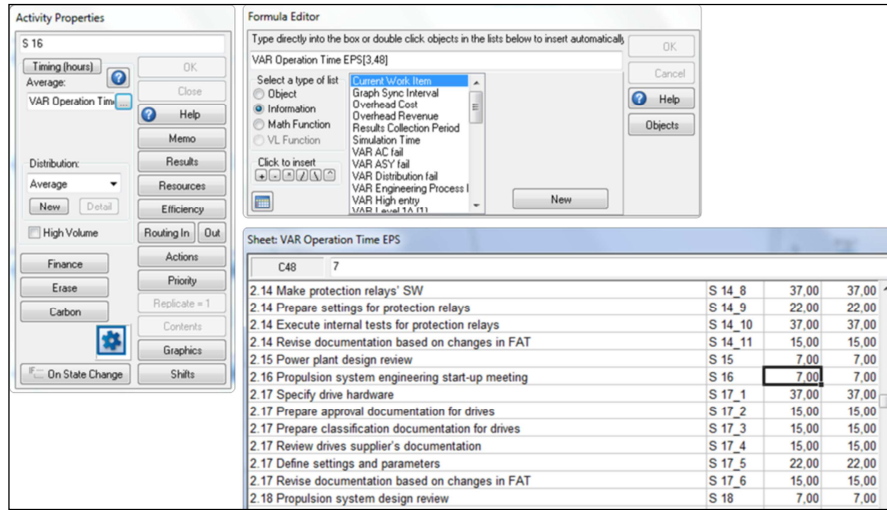 Activity Properties
S 16
Timing (hours)
Average:
VAR Operation Time
Distribution:
Average
New Detail
High Volume
Finance
Erase
Carbon
On State Change
OK
Close
Help
Memo
Results
Resources
Efficiency
Routing In Out
Actions
Priority
Replicate = 1
Contents
Graphics
Shifts
Formula Editor
Type directly into the box or double click objects in the lists below to insert automatically
VAR Operation Time EPS[3,48]
Select a type of list
Object
Information
Math Function
VL Function
Click to insert
Current Work Item
Graph Sync Interval
Overhead Cost
Overhead Revenue
Results Collection Period
Simulation Time
VAR AC fail
VAR ASY fail
VAR Distribution fail
VAR Engineering Process
VAR High entry
New
OK
Cancel
Help
Objects
Sheet: VAR Operation Time EPS
C48 7
2.14 Make protection relays' SW S 14_8 37,00 37,00
2.14 Prepare settings for protection relays S 14_9 22,00 22,00
2.14 Execute internal tests for protection relays S 14_10 37,00 37,00
2.14 Revise documentation based on changes in FAT S 14_11 15,00 15,00
2.15 Power plant design review S 15 7,00 7,00
2.16 Propulsion system engineering start-up meeting S 16 7,00 7,00
2.17 Specify drive hardware S 17_1 37,00 37,00
2.17 Prepare approval documentation for drives S 17_2 15,00 15,00
2.17 Prepare classification documentation for drives S 17_3 15,00 15,00
2.17 Review drives supplier's documentation S 17_4 15,00 15,00
2.17 Define settings and parameters S 17_5 22,00 22,00
2.17 Revise documentation based on changes in FAT S 17_6 15,00 15,00
2.18 Propulsion system design review S 18 7,00 7,00